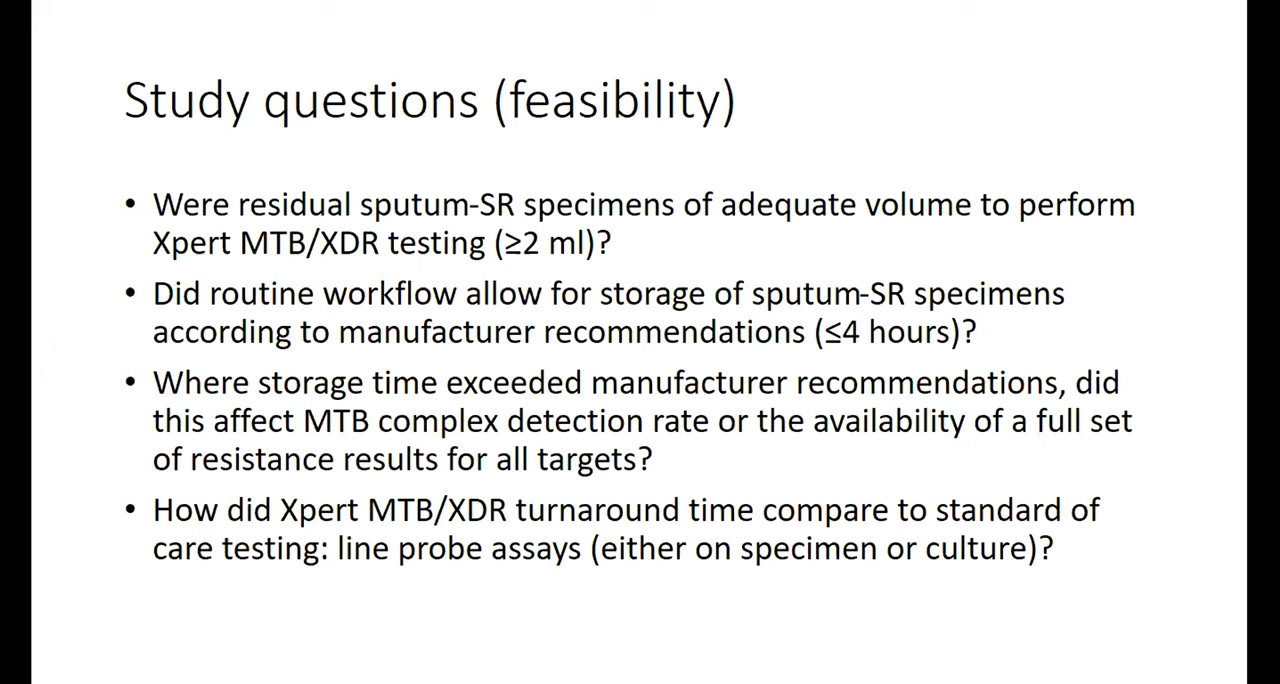 Study questions (feasibility)
• Were residual sputum-SR specimens of adequate volume to perform
Xpert MTB/XDR testing (≥2 ml)?
• Did routine workflow allow for storage of sputum-SR specimens
according to manufacturer recommendations (≤4 hours)?
• Where storage time exceeded manufacturer recommendations, did
this affect MTB complex detection rate or the availability of a full set
of resistance results for all targets?
• How did Xpert MTB/XDR turnaround time compare to standard of
care testing: line probe assays (either on specimen or culture)?